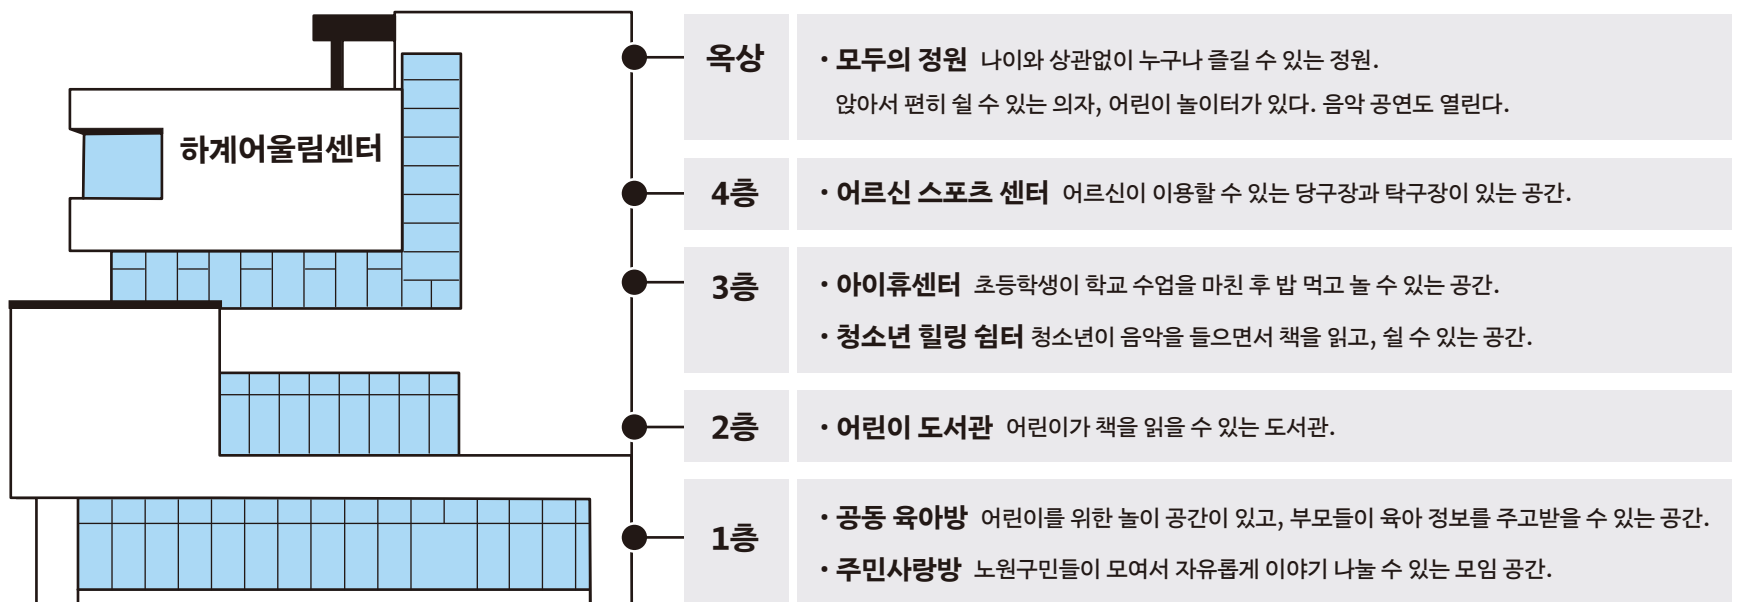 하계어울림센터
옥상
· 모두의 정원 나이와 상관없이 누구나 즐길 수 있는 정원.
앉아서 편히 쉴 수 있는 의자, 어린이 놀이터가 있다. 음악 공연도 열린다.
4층
· 어르신 스포츠 센터 어르신이 이용할 수 있는 당구장과 탁구장이 있는 공간.
3층
· 아이휴센터 초등학생이 학교 수업을 마친 후 밥 먹고 놀 수 있는 공간.
· 청소년 힐링 쉼터 청소년이 음악을 들으면서 책을 읽고, 쉴 수 있는 공간.
2층
· 어린이 도서관 어린이가 책을 읽을 수 있는 도서관.
1층
· 공동 육아방 어린이를 위한 놀이 공간이 있고, 부모들이 육아 정보를 주고받을 수 있는 공간.
· 주민사랑방 노원구민들이 모여서 자유롭게 이야기 나눌 수 있는 모임 공간.